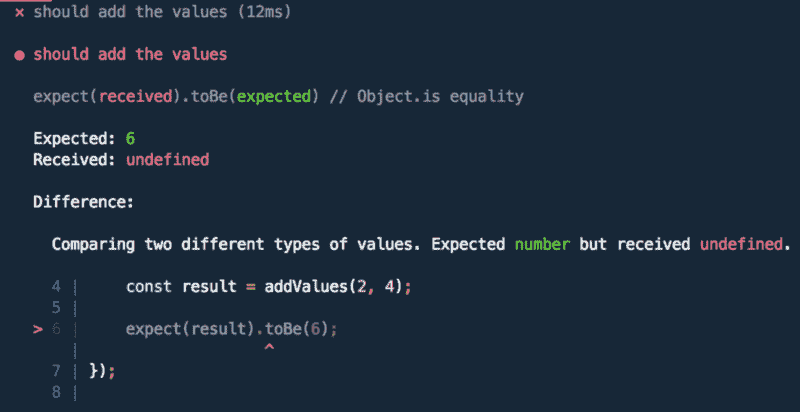 × should add the values (12ms)
● should add the values
expect(received).toBe(expected) // Object.is equality
Expected: 6
Received: undefined
Difference:
Comparing two different types of values. Expected number but received undefined.
4 | const result = addValues(2, 4);
5 |
> 6 | expect(result).toBe(6);
| ^
7 | });
8 |